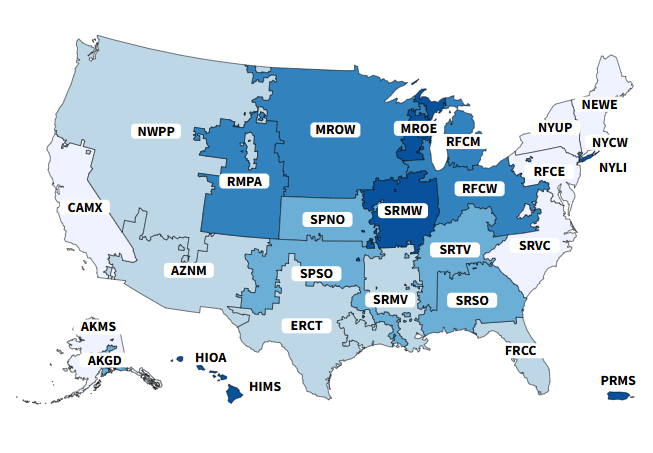 NEWE
NYUP
NWPP
MROW
MROE
RFCM
NYCW
NYLI
RFCE
RMPA
RFCW
CAMX
SPNO
SRMW
SRVC
SRTV
AZNM
SPSO
SRMV
SRSO
AKMS
ERCT
FRCC
AKGD
HIOA
HIMS
PRMS